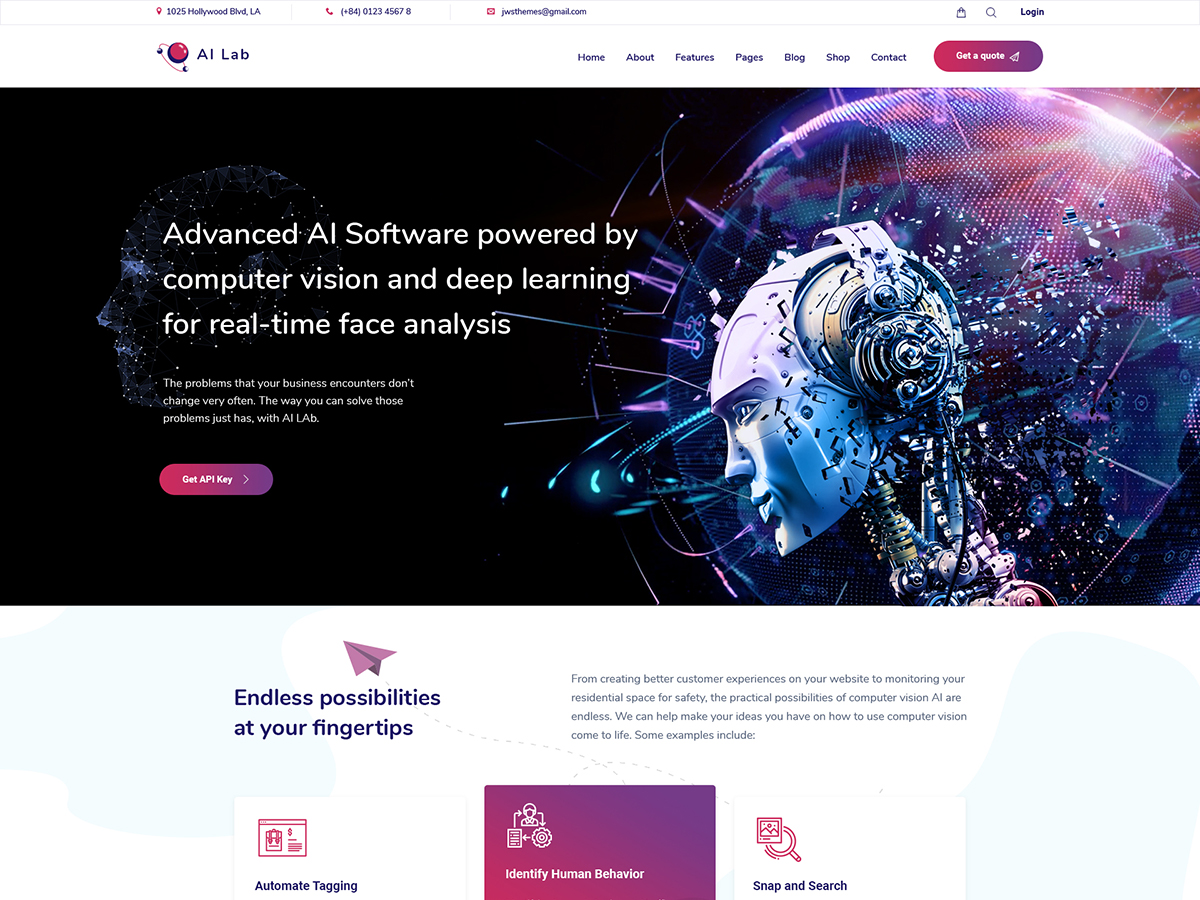 1025 Hollywood Blvd, LA
(+84) 0123 4567 8
jwsthemes@gmail.com
Login
AI Lab
Home
About
Features
Pages
Blog
Shop
Contact
Get a quote
Advanced AI Software powered by
computer vision and deep learning
for real-time face analysis
The problems that your business encounters don't
change very often. The way you can solve those
problems just has, with AI LAb.
Get API Key
Endless possibilities
at your fingertips
From creating better customer experiences on your website to monitoring your
residential space for safety, the practical possibilities of computer vision AI are
endless. We can help make your ideas you have on how to use computer vision
come to life. Some examples include:
Automate Tagging
Identify Human Behavior
Snap and Search